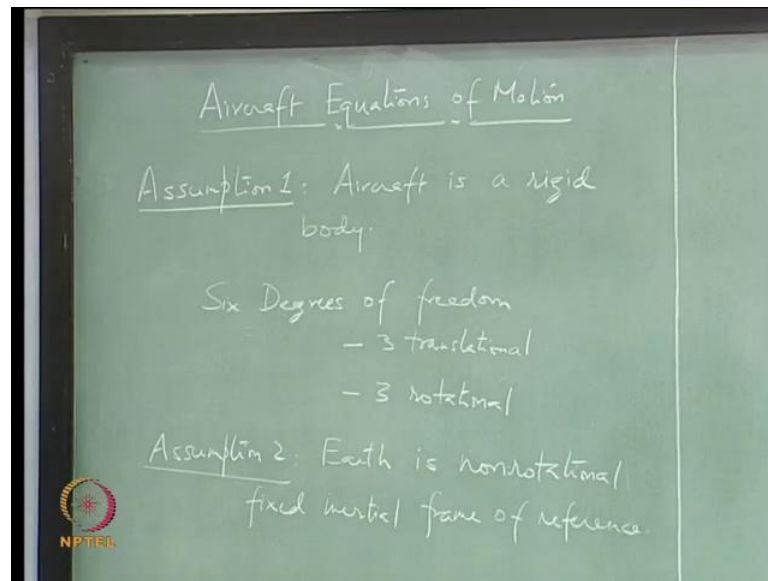 Aircraft Equations of Motion
Assumption 1: Aircraft is a rigid
body.
Six Degrees of freedom
- 3 translational
- 3 rotational
Assumption 2: Earth is nonrotational
fixed inertial frame of reference.
NPTEL